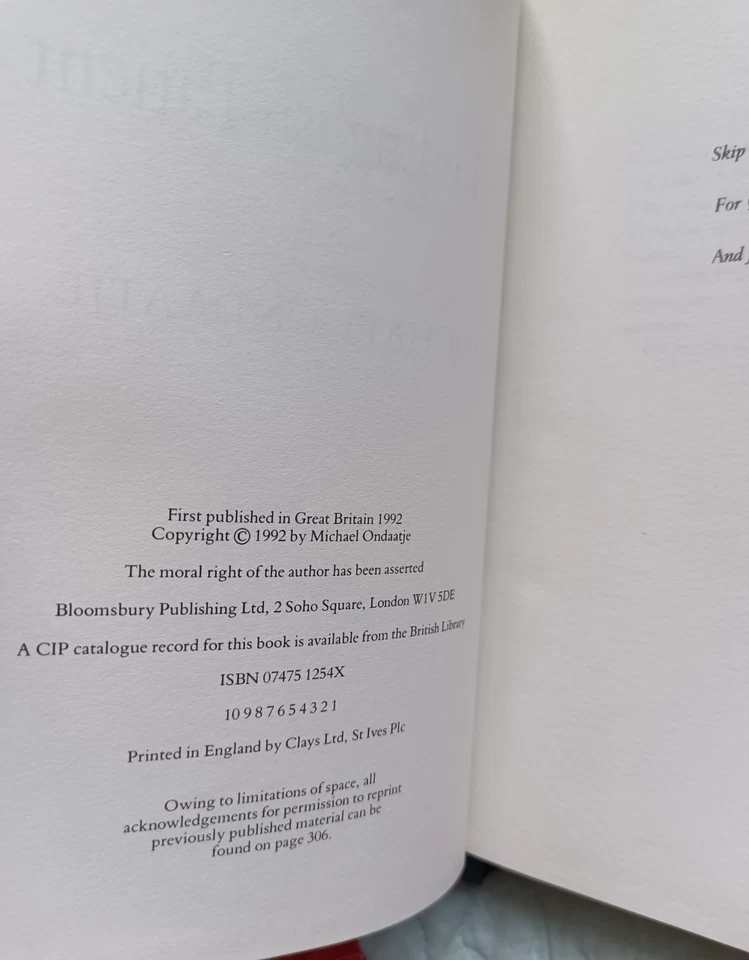 First published in Great Britain 1992
Copyright © 1992 by Michael Ondaatje
The moral right of the author has been asserted
Bloomsbury Publishing Ltd, 2 Soho Square, London W1V 5DE
A CIP catalogue record for this book is available from the British Library
ISBN 07475 1254X
10 9 8 7 6 5 4 3 2 1
Printed in England by Clays Ltd, St Ives Plc
Owing to limitations of space, all
acknowledgements for permission to reprint
previously published material can be
found on page 306.
Skip
For
And